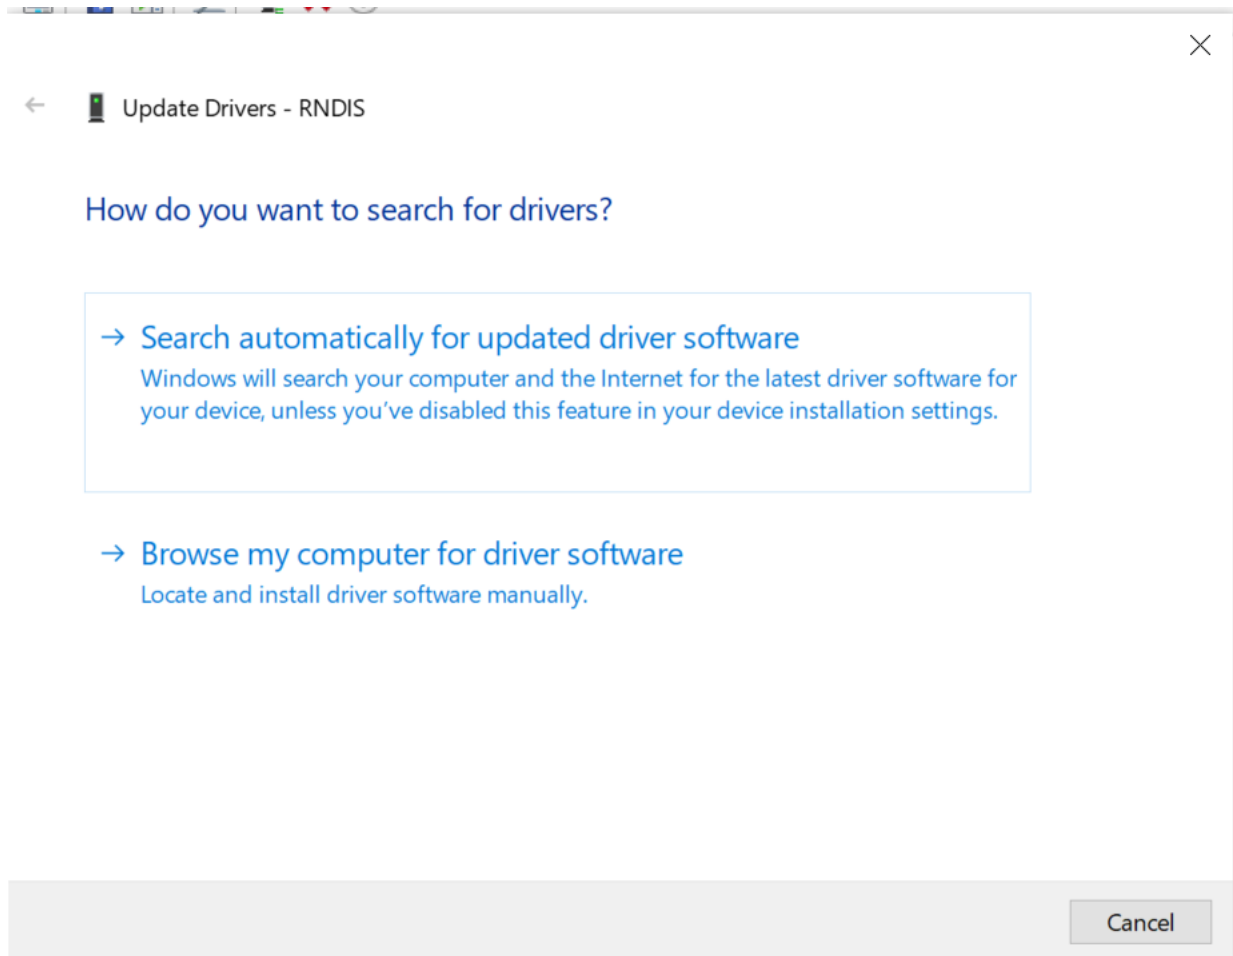 Update Drivers - RNDIS
How do you want to search for drivers?
Search automatically for updated driver software
Windows will search your computer and the Internet for the latest driver software for
your device, unless you've disabled this feature in your device installation settings.
Browse my computer for driver software
Locate and install driver software manually.
Cancel